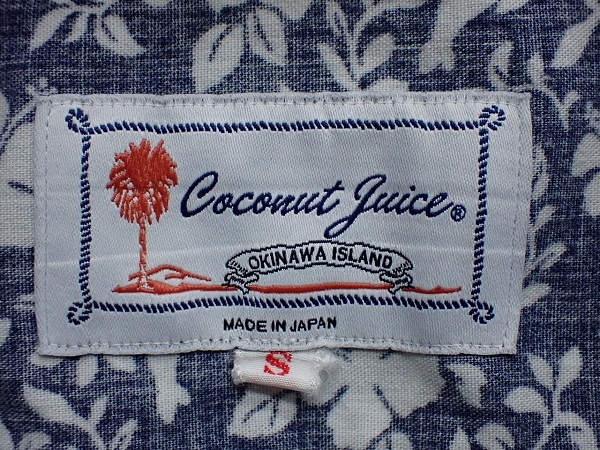 Coconut Juice®
OKINAWA ISLAND
MADE IN JAPAN
S